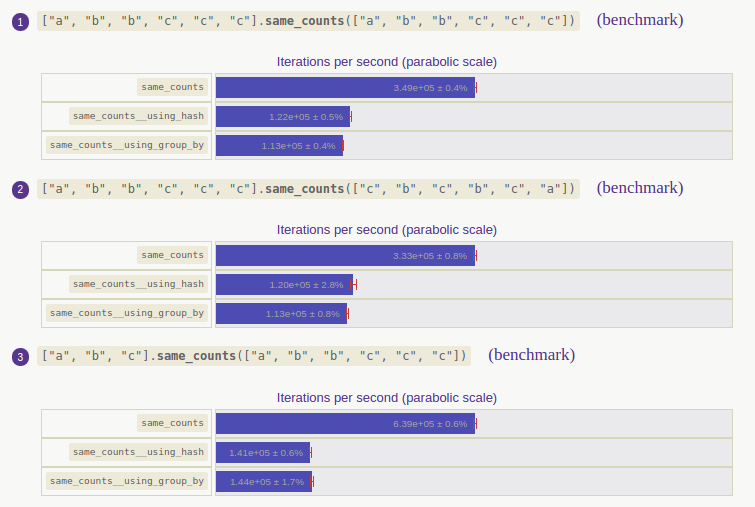 1 ["a", "b", "b", "c", "c", "c"].same_counts(["a", "b", "b", "c", "c", "c"]) (benchmark)
Iterations per second (parabolic scale)
same_counts 3.49e+05 ± 0.4%
same_counts__using_hash 1.22e+05 ± 0.5%
same_counts__using_group_by 1.13e+05 ± 0.4%
2 ["a", "b", "b", "c", "c", "c"].same_counts(["c", "b", "c", "b", "c", "a"]) (benchmark)
Iterations per second (parabolic scale)
same_counts 3.33e+05 ± 0.8%
same_counts__using_hash 1.20e+05 ± 2.8%
same_counts__using_group_by 1.13e+05 ± 0.8%
3 ["a", "b", "c"].same_counts(["a", "b", "b", "c", "c", "c"]) (benchmark)
Iterations per second (parabolic scale)
same_counts 6.39e+05 ± 0.6%
same_counts__using_hash 1.41e+05 ± 0.6%
same_counts__using_group_by 1.44e+05 ± 1.7%